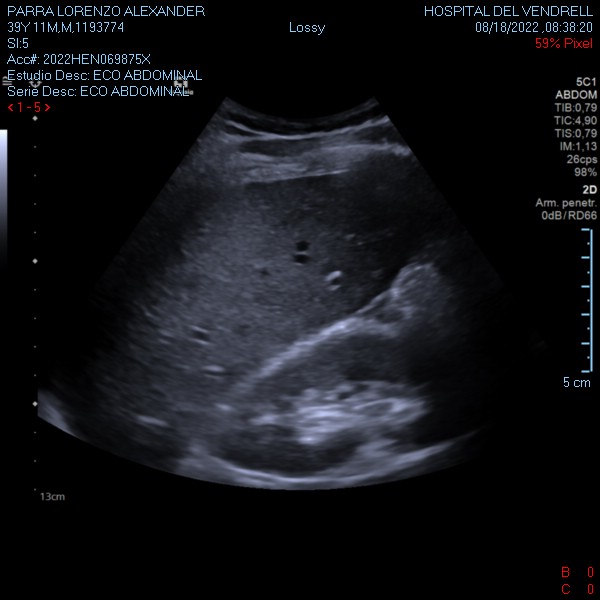 PARRA LORENZO ALEXANDER
39Y 11M,M,1193774
SI:5
Acc#: 2022HEN069875X
Estudio Desc: ECO ABDOMINAL
Serie Desc: ECO ABDOMINAL
< 1 - 5 >
Lossy
HOSPITAL DEL VENDRELL
08/18/2022 ,08:38:20
59% Pixel
5C1
ABDOM
TIB:0,79
TIC:4,90
TIS:0,79
IM:1,13
26cps
98%
2D
Arm. penetr.
0dB/RD66
5 cm
13cm
B 0
C 0